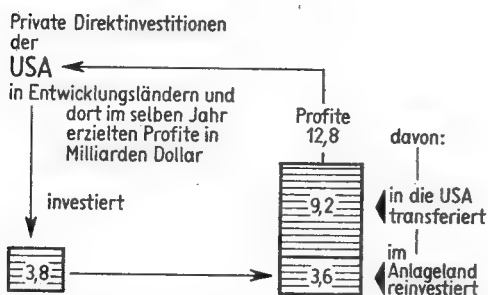 Private Direktinvestitionen
der
USA
in Entwicklungsländern und
dort im selben Jahr
erzielten Profite in
Milliarden Dollar
Profite
12,8
davon:
investiert
9,2
in die USA
transferiert
3,8
3,6
im
Anlageland
reinvestiert